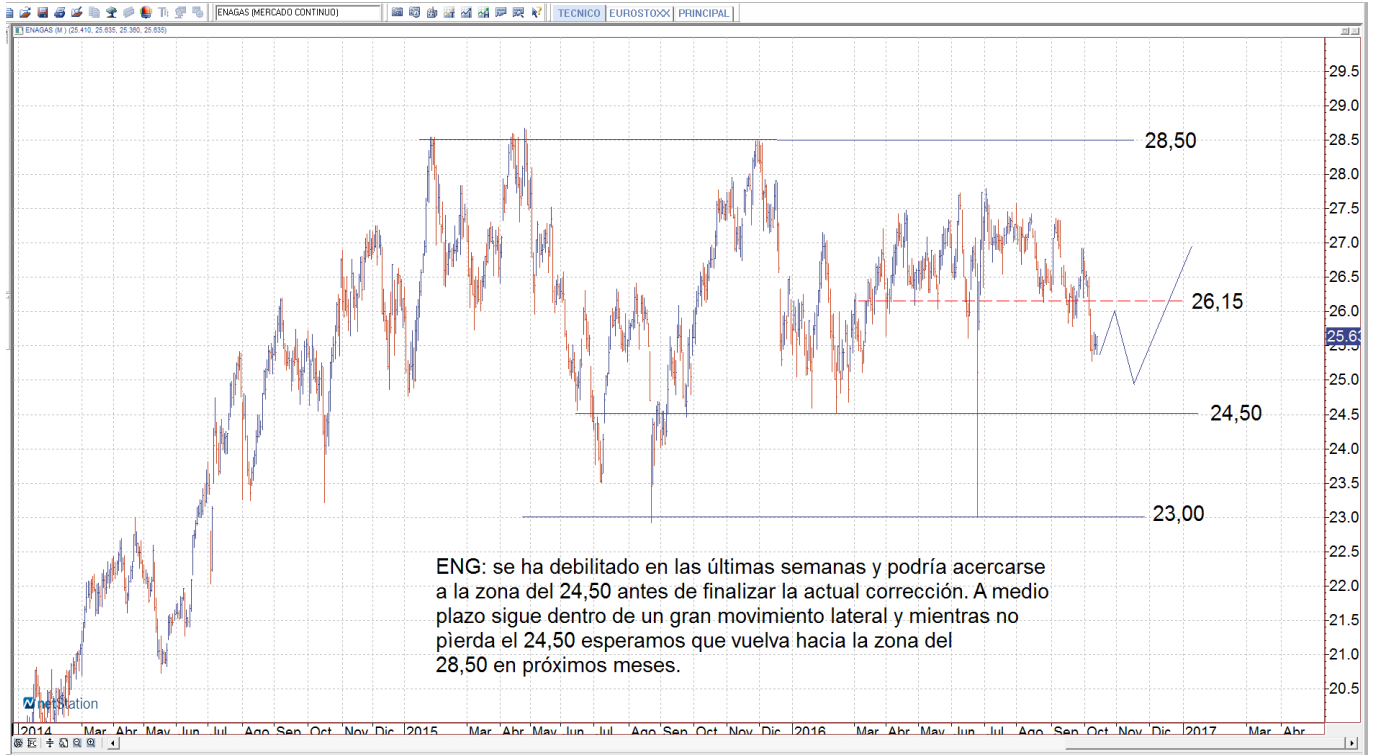 ENAGAS (MERCADO CONTINUO)
TECNICO EUROSTOXX PRINCIPAL
ENAGAS (M ) (25.410, 25.635, 25.360, 25.635)
29.5
29.0
28.5
28.0
27.5
27.0
26.5
26.0
25.63
25.5
25.0
24.5
24.0
23.5
23.0
22.5
22.0
21.5
21.0
20.5
28,50
26,15
24,50
23,00
ENG: se ha debilitado en las últimas semanas y podría acercarse
a la zona del 24,50 antes de finalizar la actual corrección. A medio
plazo sigue dentro de un gran movimiento lateral y mientras no
pìerda el 24,50 esperamos que vuelva hacia la zona del
28,50 en próximos meses.
netStation
2014 Mar Abr May Jun Jul Ago Sep Oct Nov Dic 2015 Mar Abr May Jun Jul Ago Sep Oct Nov Dic 2016 Mar Abr May Jun Jul Ago Sep Oct Nov Dic 2017 Mar Abr